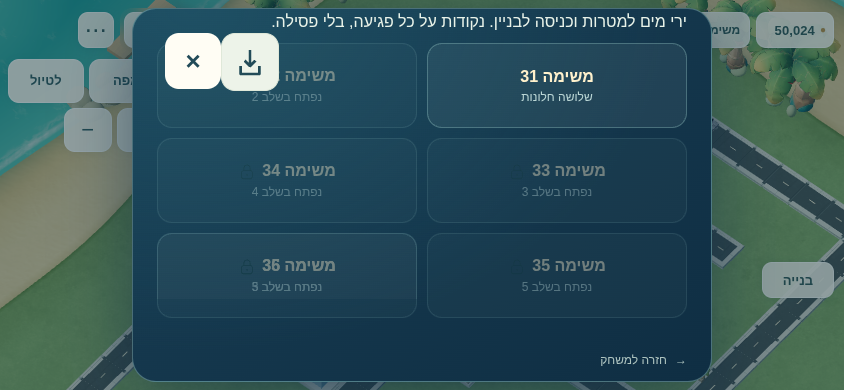 ירי מים למטרות וכניסה לבניין. נקודות על כל פגיעה, בלי פסילה.
50,024
משימ
לטיול
פה
משימה 31
שלושה חלונות
משימה
נפתח בשלב 2
משימה 33
נפתח בשלב 3
משימה 34
נפתח בשלב 4
משימה 35
נפתח בשלב 5
משימה 36
נפתח בשלב
בנייה
חזרה למשחק →